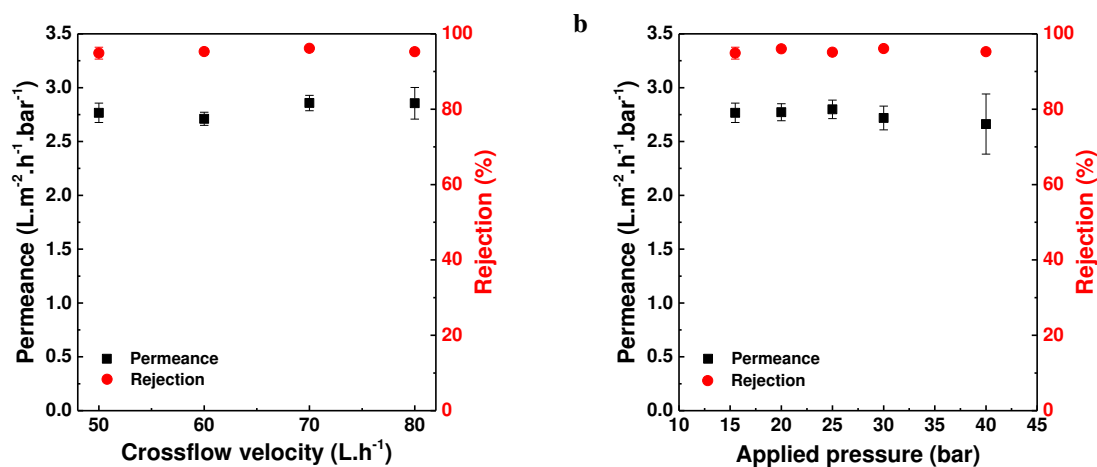 3.5
3.0
2.5
2.0
1.5
1.0
0.5
0.0
Permeance (L.m⁻².h⁻¹.bar⁻¹)
100
80
60
40
20
0
Rejection (%)
Permeance
Rejection
50 60 70 80
Crossflow velocity (L.h⁻¹)
b
3.5
3.0
2.5
2.0
1.5
1.0
0.5
0.0
Permeance (L.m⁻².h⁻¹.bar⁻¹)
100
80
60
40
20
0
Rejection (%)
Permeance
Rejection
10 15 20 25 30 35 40 45
Applied pressure (bar)